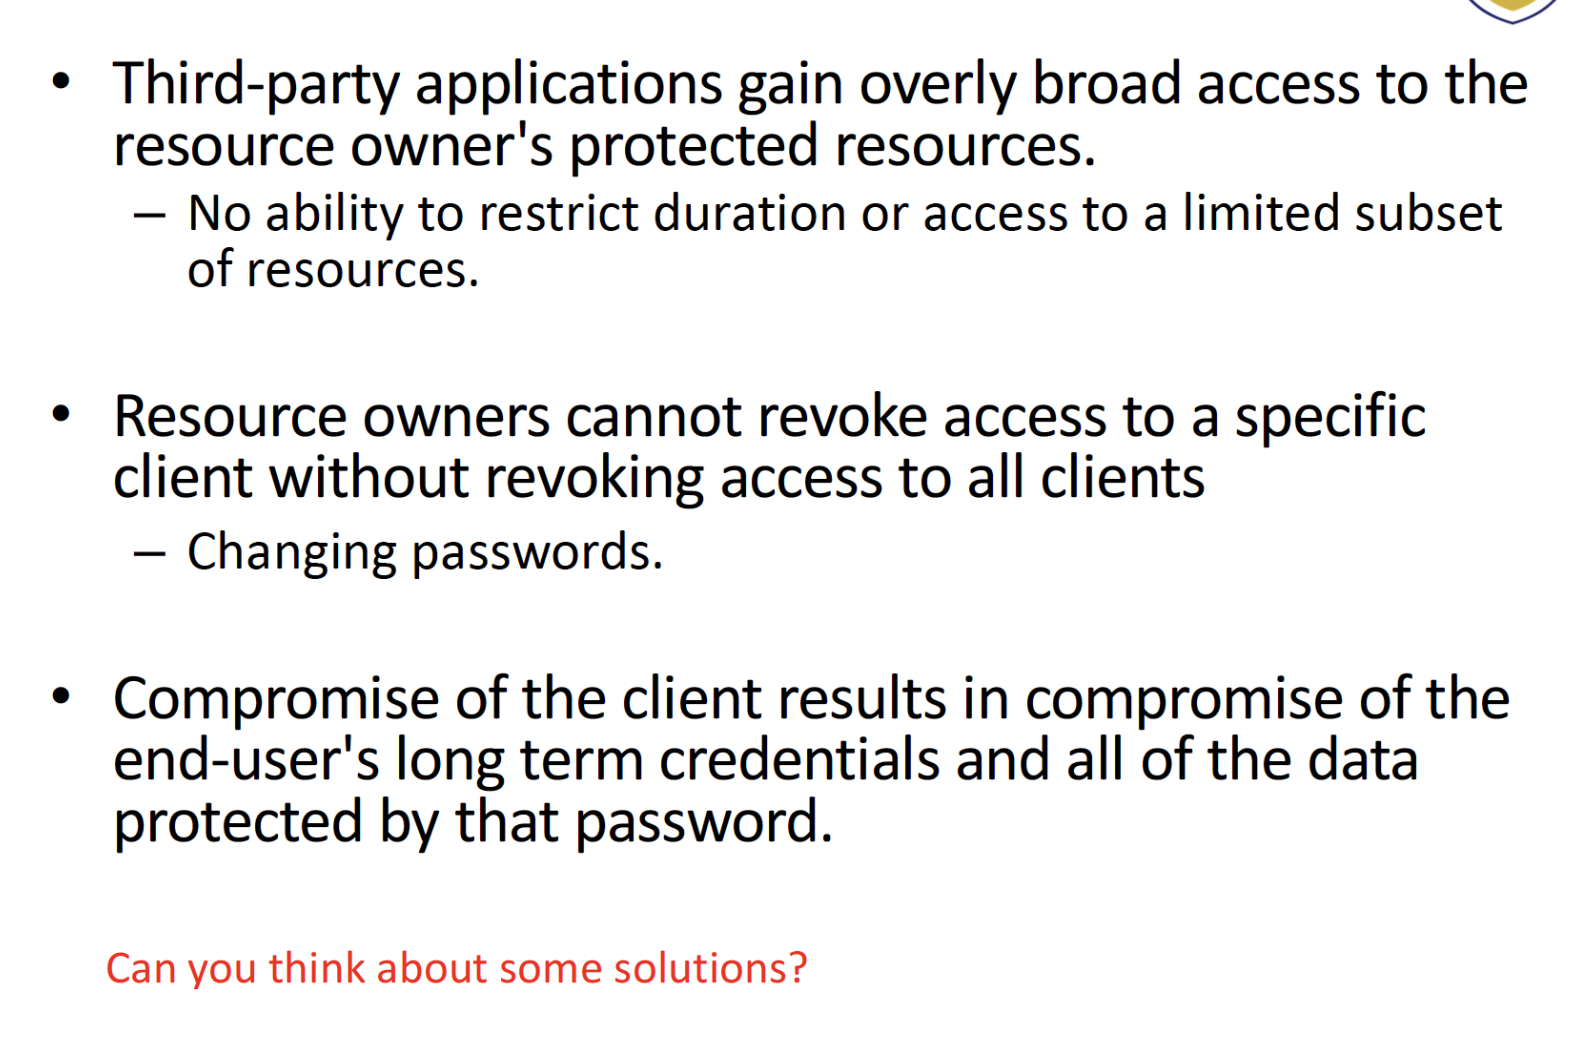 • Third-party applications gain overly broad access to the
resource owner's protected resources.
– No ability to restrict duration or access to a limited subset
of resources.
• Resource owners cannot revoke access to a specific
client without revoking access to all clients
– Changing passwords.
• Compromise of the client results in compromise of the
end-user's long term credentials and all of the data
protected by that password.
Can you think about some solutions?